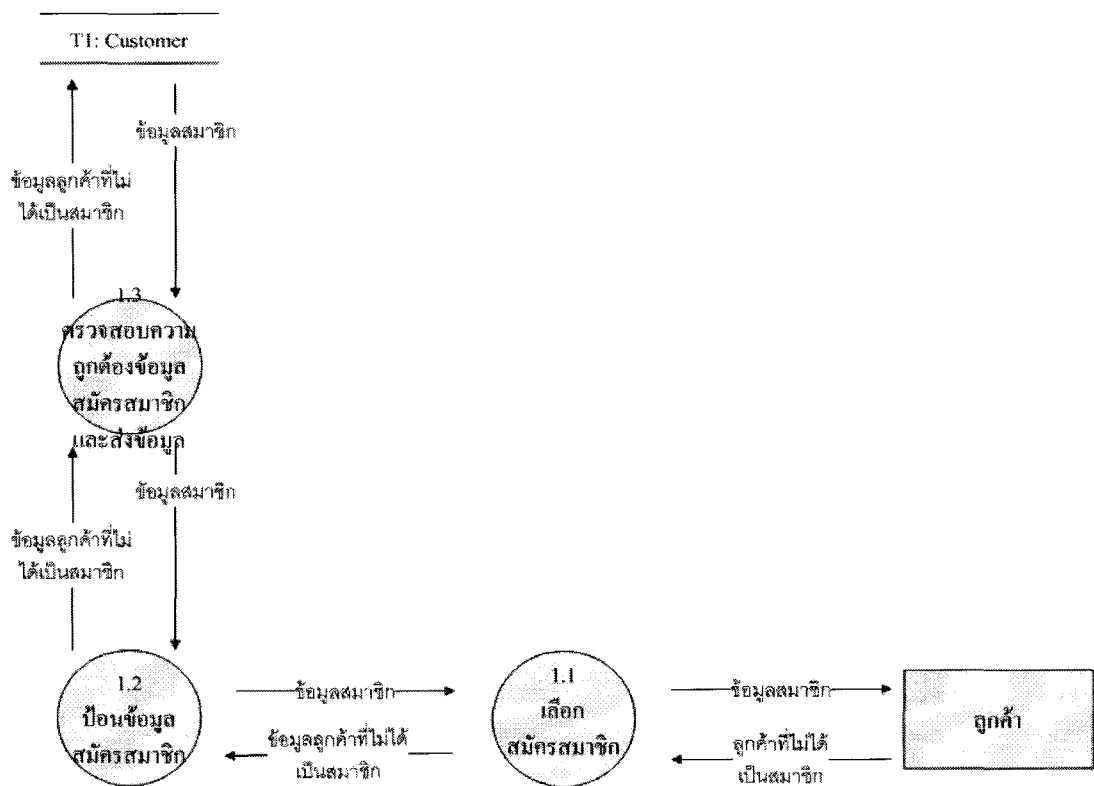 T1: Customer
ข้อมูลสมาชิก
ข้อมูลลูกค้าที่ไม่
ได้เป็นสมาชิก
1.3
ตรวจสอบความ
ถูกต้องข้อมูล
สมัครสมาชิก
และส่งข้อมูล
ข้อมูลสมาชิก
ข้อมูลลูกค้าที่ไม่
ได้เป็นสมาชิก
1.2
ป้อนข้อมูล
สมัครสมาชิก
ข้อมูลสมาชิก
ข้อมูลลูกค้าที่ไม่ได้
เป็นสมาชิก
1.1
เลือก
สมัครสมาชิก
ข้อมูลสมาชิก
ลูกค้าที่ไม่ได้
เป็นสมาชิก
ลูกค้า